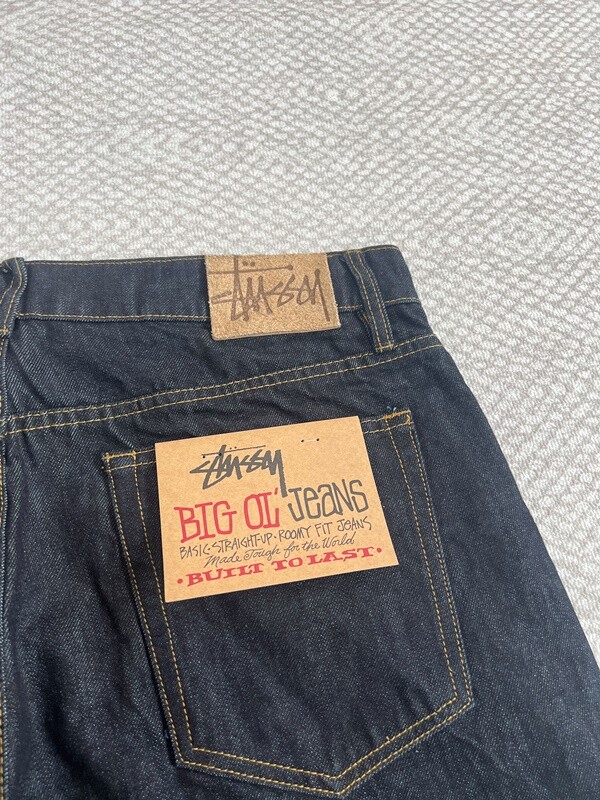 Stüssy
Stüssy
BIG OL' JEANS
BASIC·STRAIGHT-UP·ROOMY FIT JEANS
Made Tough for the World
·BUILT TO LAST·